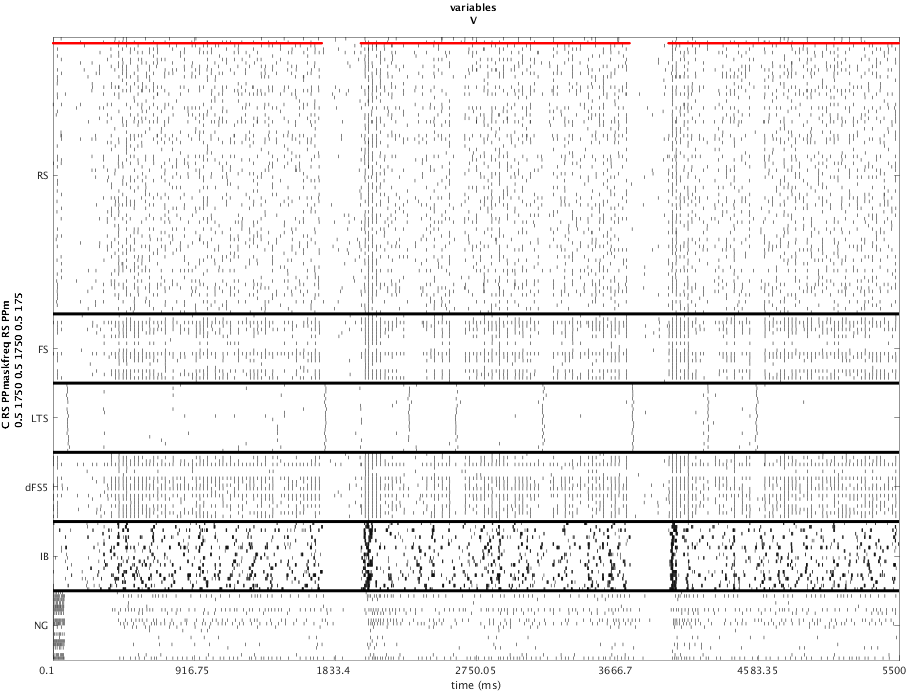 variables
V
C RS PPmaskfreq RS PPm
0.5 1750 0.5 1750 0.5 175
RS
FS
LTS
dFS5
IB
NG
0.1 916.75 1833.4 2750.05 3666.7 4583.35 5500
time (ms)